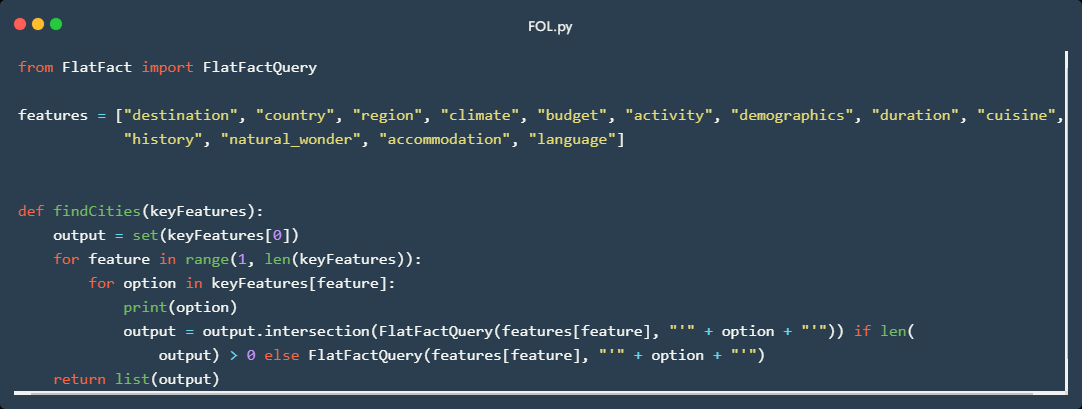 FOL.py
from FlatFact import FlatFactQuery
features = ["destination", "country", "region", "climate", "budget", "activity", "demographics", "duration", "cuisine",
"history", "natural_wonder", "accommodation", "language"]
def findCities(keyFeatures):
output = set(keyFeatures[0])
for feature in range(1, len(keyFeatures)):
for option in keyFeatures[feature]:
print(option)
output = output.intersection(FlatFactQuery(features[feature], "'" + option + "'")) if len(
output) > 0 else FlatFactQuery(features[feature], "'" + option + "'")
return list(output)